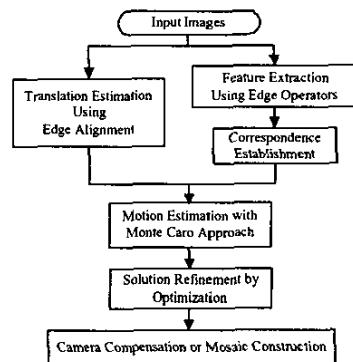 Input Images
Translation Estimation
Using
Edge Alignment
Feature Extraction
Using Edge Operators
Correspondence
Establishment
Motion Estimation with
Monte Caro Approach
Solution Refinement by
Optimization
Camera Compensation or Mosaic Construction